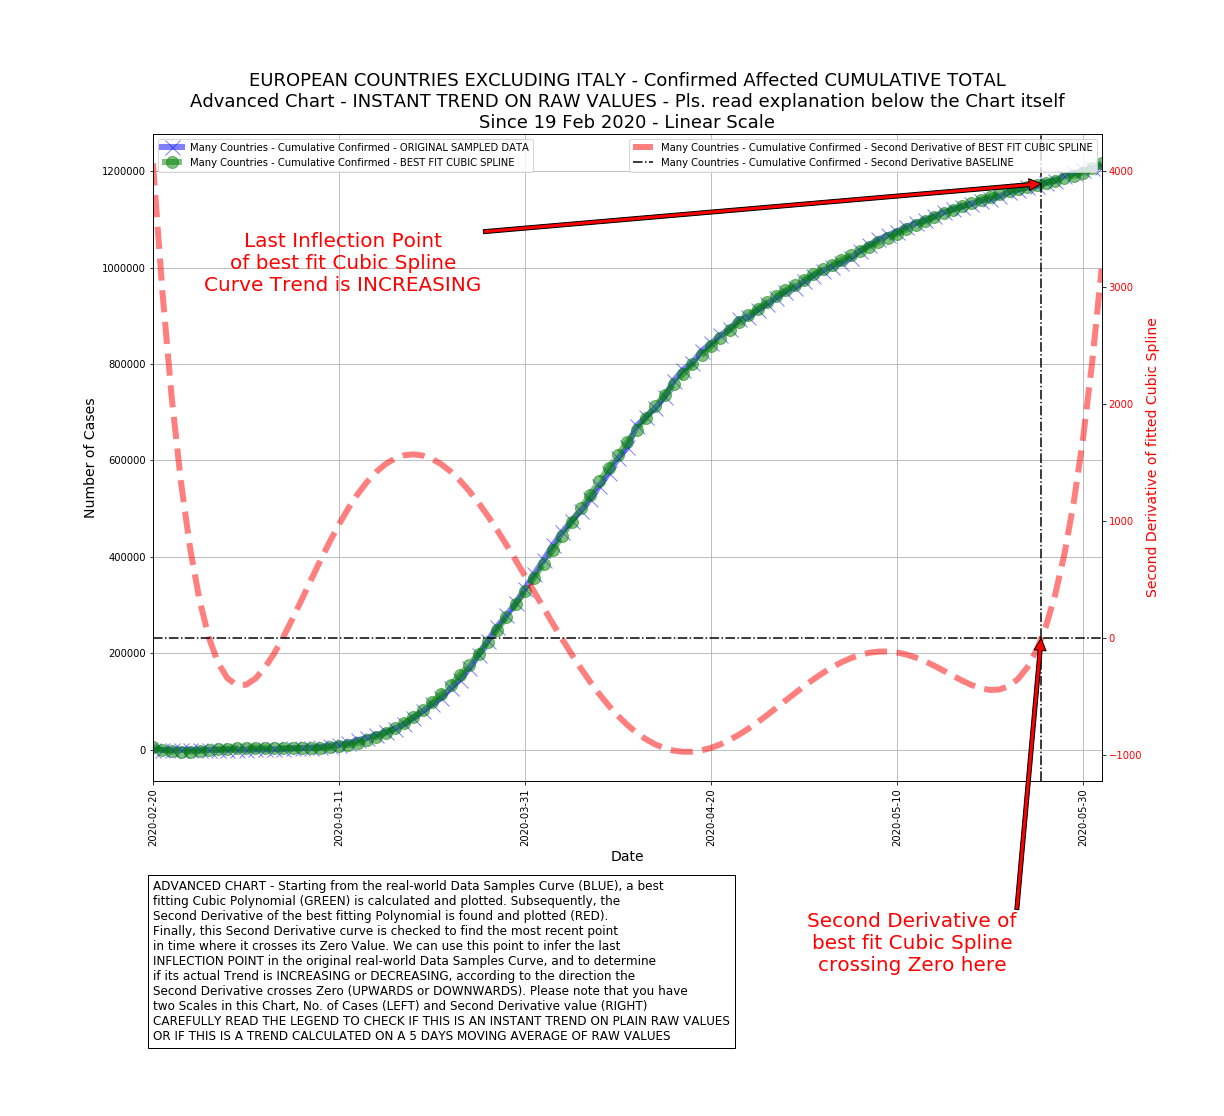 EUROPEAN COUNTRIES EXCLUDING ITALY - Confirmed Affected CUMULATIVE TOTAL
Advanced Chart - INSTANT TREND ON RAW VALUES - Pls. read explanation below the Chart itself
Since 19 Feb 2020 - Linear Scale
Many Countries - Cumulative Confirmed - ORIGINAL SAMPLED DATA
Many Countries - Cumulative Confirmed - BEST FIT CUBIC SPLINE
Many Countries - Cumulative Confirmed - Second Derivative of BEST FIT CUBIC SPLINE
Many Countries - Cumulative Confirmed - Second Derivative BASELINE
Last Inflection Point
of best fit Cubic Spline
Curve Trend is INCREASING
Number of Cases
1200000
1000000
800000
600000
400000
200000
0
Second Derivative of fitted Cubic Spline
4000
3000
2000
1000
0
−1000
2020-02-20
2020-03-11
2020-03-31
2020-04-20
2020-05-10
2020-05-30
Date
ADVANCED CHART - Starting from the real-world Data Samples Curve (BLUE), a best
fitting Cubic Polynomial (GREEN) is calculated and plotted. Subsequently, the
Second Derivative of the best fitting Polynomial is found and plotted (RED).
Finally, this Second Derivative curve is checked to find the most recent point
in time where it crosses its Zero Value. We can use this point to infer the last
INFLECTION POINT in the original real-world Data Samples Curve, and to determine
if its actual Trend is INCREASING or DECREASING, according to the direction the
Second Derivative crosses Zero (UPWARDS or DOWNWARDS). Please note that you have
two Scales in this Chart, No. of Cases (LEFT) and Second Derivative value (RIGHT)
CAREFULLY READ THE LEGEND TO CHECK IF THIS IS AN INSTANT TREND ON PLAIN RAW VALUES
OR IF THIS IS A TREND CALCULATED ON A 5 DAYS MOVING AVERAGE OF RAW VALUES
Second Derivative of
best fit Cubic Spline
crossing Zero here